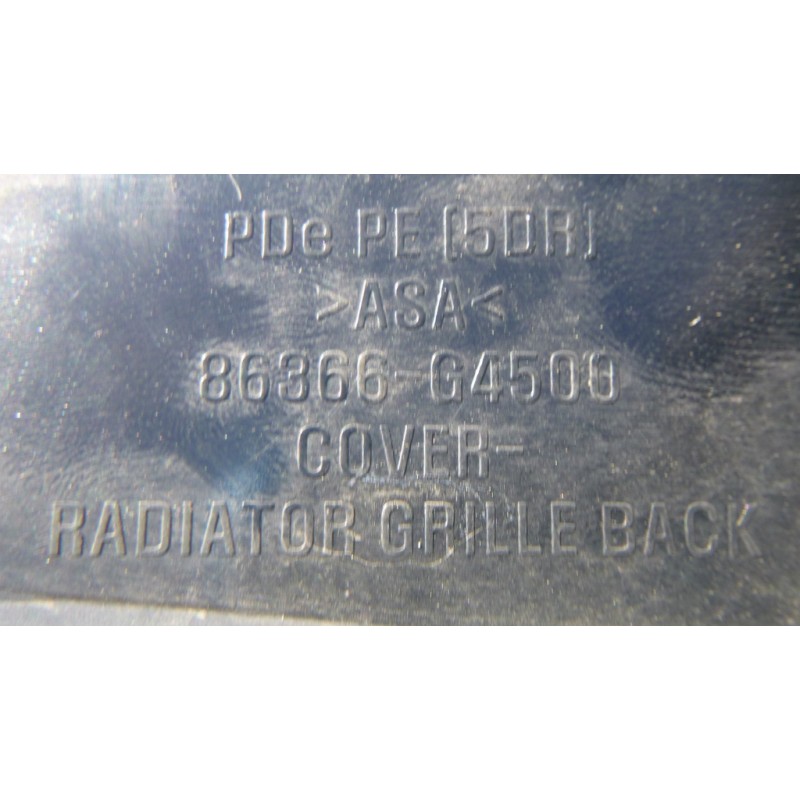 PDe PE (5DR)
>ASA<
86366-G4500
COVER-
RADIATOR GRILLE BACK